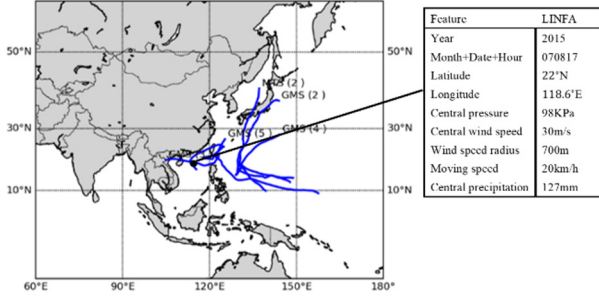 50°N
30°N
10°N
50°N
30°N
10°N
60°E
90°E
120°E
150°E
180°
GMS (2)
GMS (5)
GMS (4)
Feature LINFA
Year 2015
Month+Date+Hour 070817
Latitude 22°N
Longitude 118.6°E
Central pressure 98KPa
Central wind speed 30m/s
Wind speed radius 700m
Moving speed 20km/h
Central precipitation 127mm